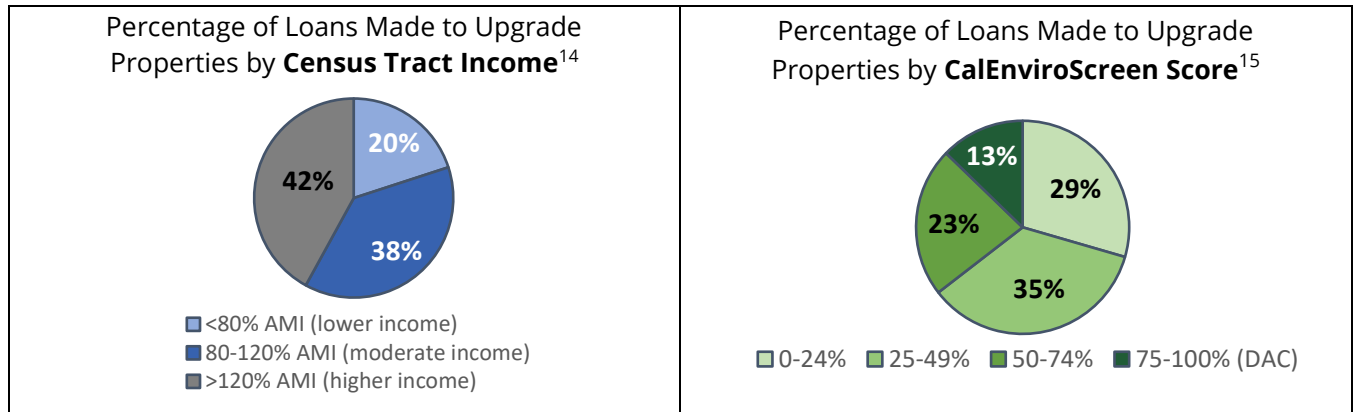 Percentage of Loans Made to Upgrade
Properties by Census Tract Income14
20%
42%
38%
<80% AMI (lower income)
80-120% AMI (moderate income)
>120% AMI (higher income)
Percentage of Loans Made to Upgrade
Properties by CalEnviroScreen Score15
13%
29%
23%
35%
0-24% 25-49% 50-74% 75-100% (DAC)